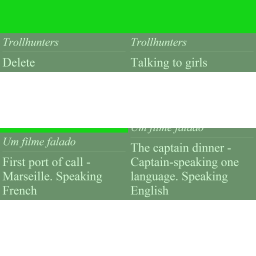 Trollhunters
Delete
Trollhunters
Talking to girls
Um filme falado
First port of call -
Marseille. Speaking
French
Um filme falado
The captain dinner -
Captain-speaking one
language. Speaking
English